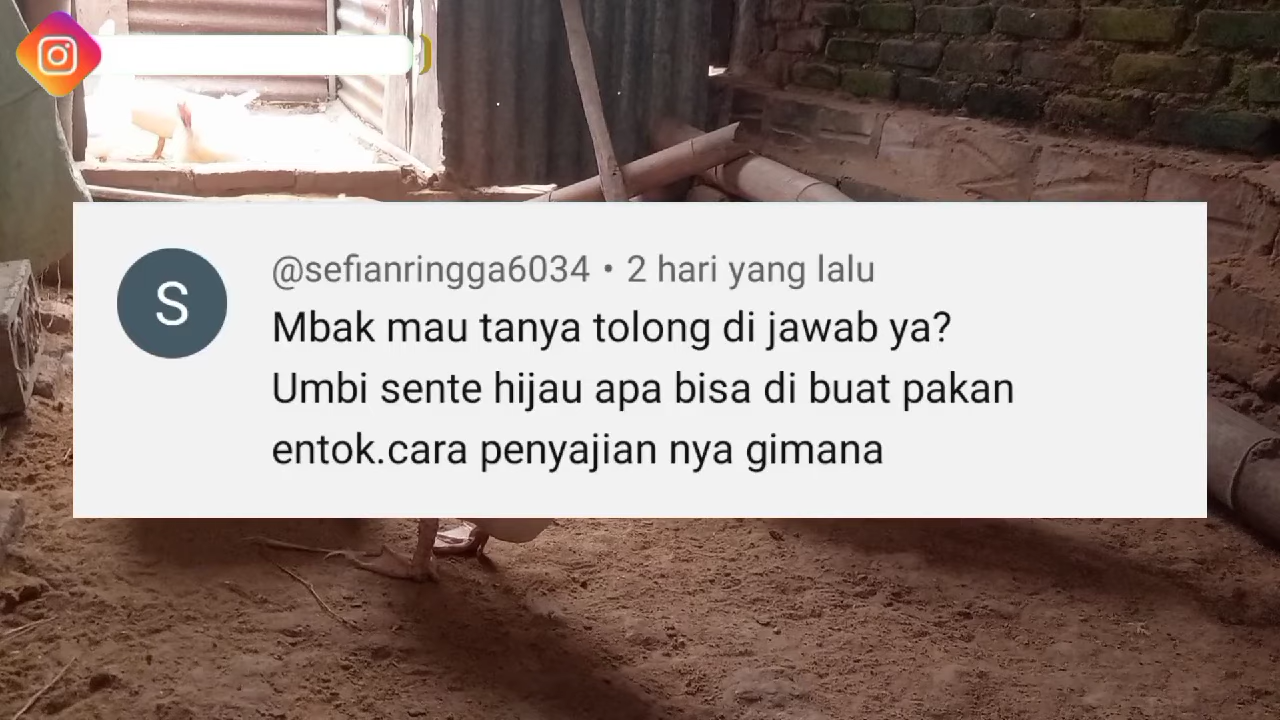 S
@sefianringga6034 • 2 hari yang lalu
Mbak mau tanya tolong di jawab ya?
Umbi sente hijau apa bisa di buat pakan
entok.cara penyajian nya gimana